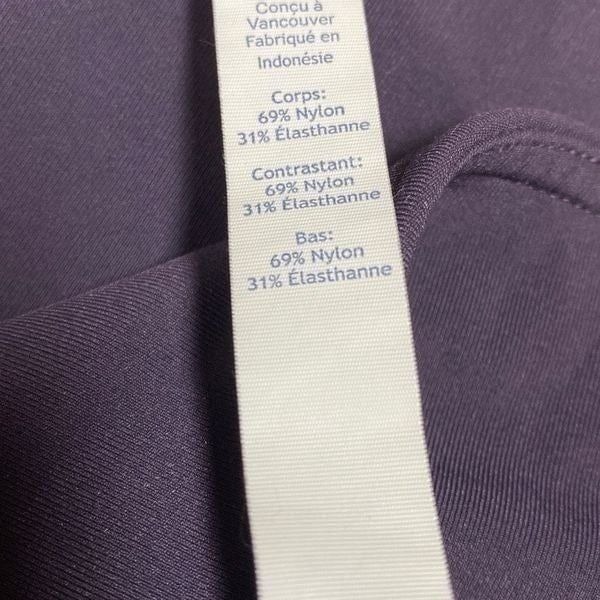 Conçu à
Vancouver
Fabriqué en
Indonésie
Corps:
69% Nylon
31% Élasthanne
Contrastant:
69% Nylon
31% Élasthanne
Bas:
69% Nylon
31% Élasthanne